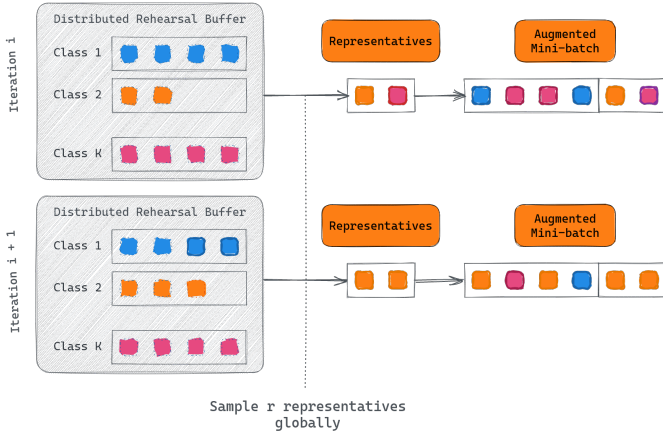 Iteration i
Distributed Rehearsal Buffer
Class 1
Class 2
Class K
Representatives
Augmented
Mini-batch
Iteration i + 1
Distributed Rehearsal Buffer
Class 1
Class 2
Class K
Representatives
Augmented
Mini-batch
Sample r representatives
globally